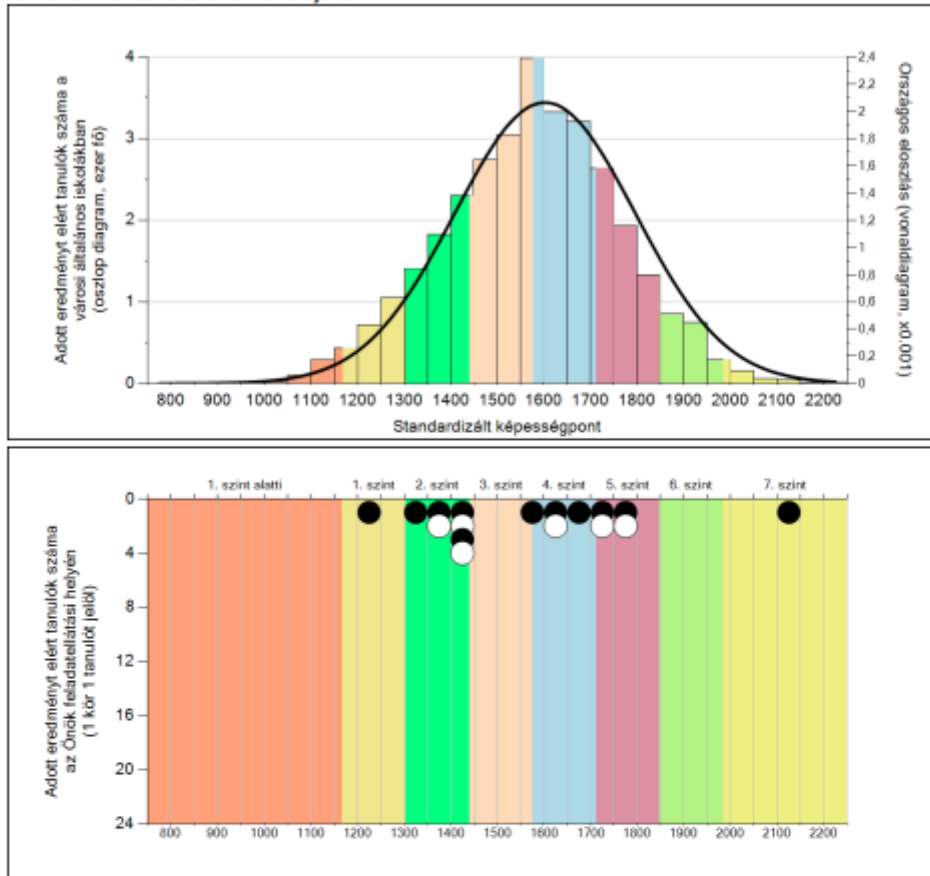 Adott eredményt elért tanulók száma a
városi általános iskolákban
(oszlop diagram, ezer fő)
4
3
2
1
0
2,4
2,2
2
1,8
1,6
1,4
1,2
1
0,8
0,6
0,4
0,2
0
Országos eloszlás (vonaldiagram, x0.001)
800 900 1000 1100 1200 1300 1400 1500 1600 1700 1800 1900 2000 2100 2200
Standardizált képességpont
1. szint alatti 1. szint 2. szint 3. szint 4. szint 5. szint 6. szint 7. szint
Adott eredményt elért tanulók száma
az Önök feladatellátási helyén
(1 kör 1 tanulót jelöl)
0
4
8
12
16
20
24
800 900 1000 1100 1200 1300 1400 1500 1600 1700 1800 1900 2000 2100 2200